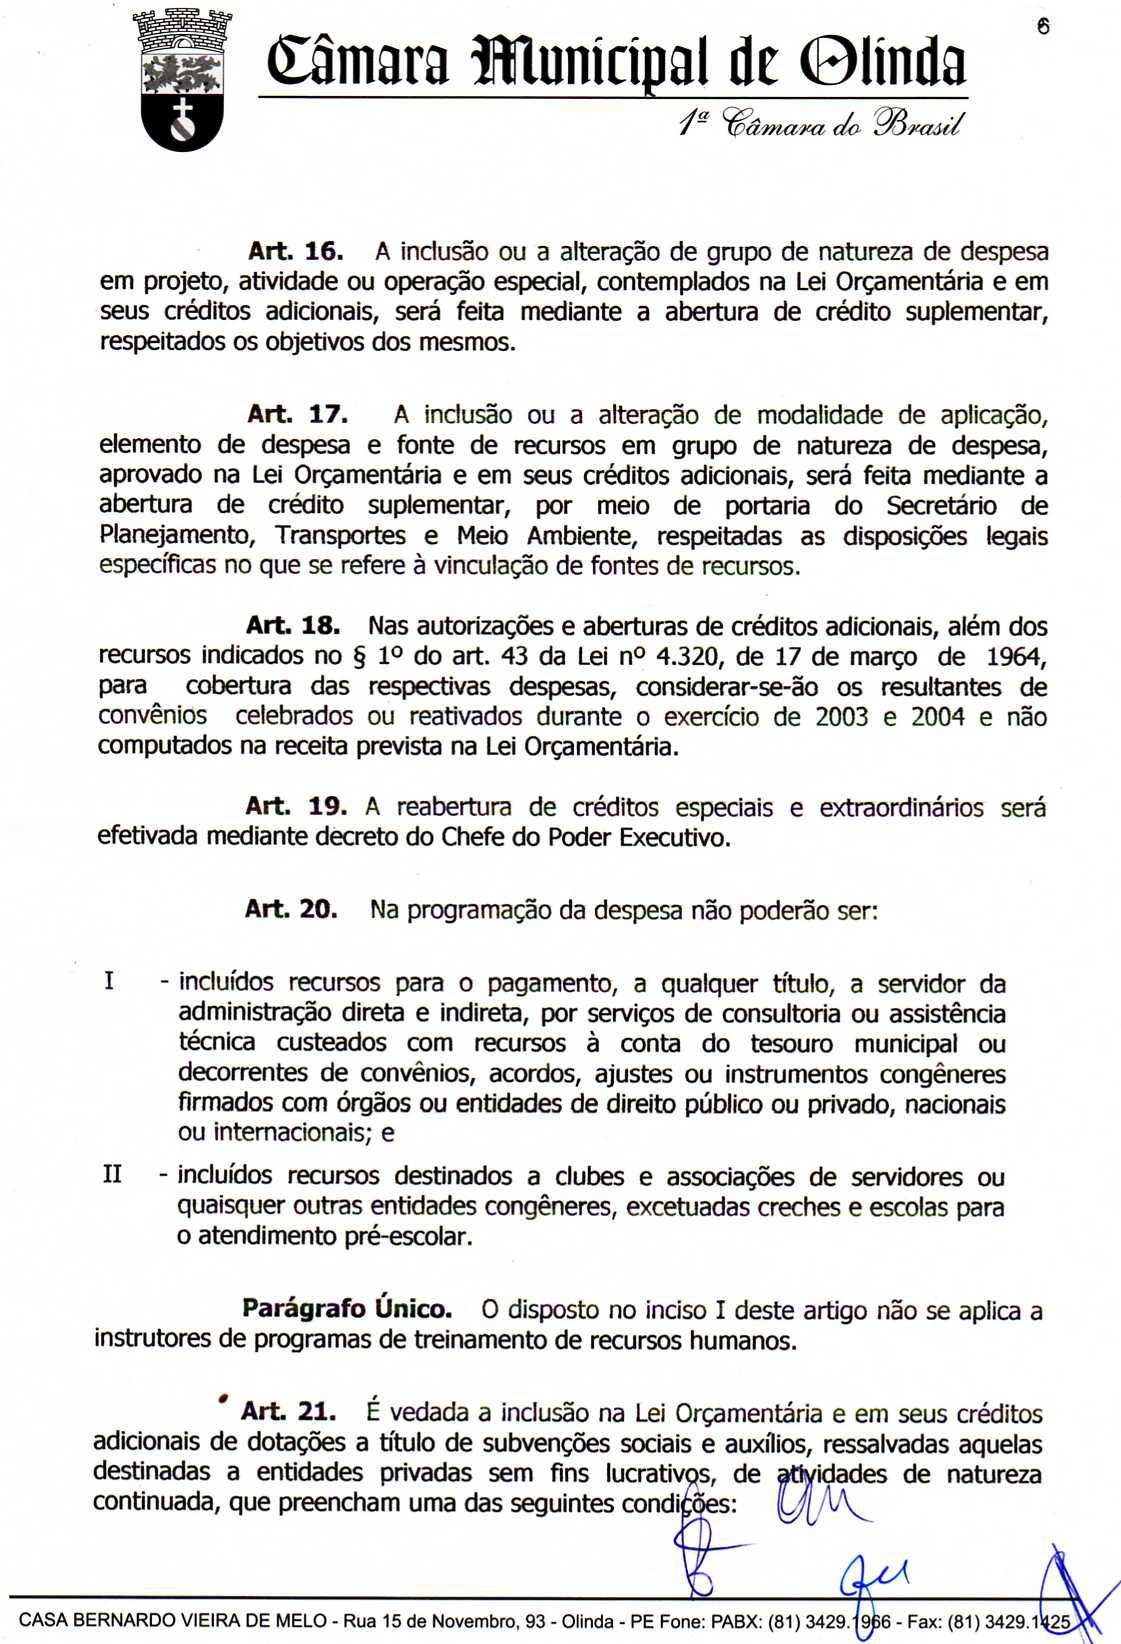 6
Câmara Municipal de Olinda
1ª Câmara do Brasil
Art. 16. A inclusão ou a alteração de grupo de natureza de despesa
em projeto, atividade ou operação especial, contemplados na Lei Orçamentária e em
seus créditos adicionais, será feita mediante a abertura de crédito suplementar,
respeitados os objetivos dos mesmos.
Art. 17. A inclusão ou a alteração de modalidade de aplicação,
elemento de despesa e fonte de recursos em grupo de natureza de despesa,
aprovado na Lei Orçamentária e em seus créditos adicionais, será feita mediante a
abertura de crédito suplementar, por meio de portaria do Secretário de
Planejamento, Transportes e Meio Ambiente, respeitadas as disposições legais
específicas no que se refere à vinculação de fontes de recursos.
Art. 18. Nas autorizações e aberturas de créditos adicionais, além dos
recursos indicados no § 1º do art. 43 da Lei nº 4.320, de 17 de março de 1964,
para cobertura das respectivas despesas, considerar-se-ão os resultantes de
convênios celebrados ou reativados durante o exercício de 2003 e 2004 e não
computados na receita prevista na Lei Orçamentária.
Art. 19. A reabertura de créditos especiais e extraordinários será
efetivada mediante decreto do Chefe do Poder Executivo.
Art. 20. Na programação da despesa não poderão ser:
I - incluídos recursos para o pagamento, a qualquer título, a servidor da
administração direta e indireta, por serviços de consultoria ou assistência
técnica custeados com recursos à conta do tesouro municipal ou
decorrentes de convênios, acordos, ajustes ou instrumentos congêneres
firmados com órgãos ou entidades de direito público ou privado, nacionais
ou internacionais; e
II - incluídos recursos destinados a clubes e associações de servidores ou
quaisquer outras entidades congêneres, excetuadas creches e escolas para
o atendimento pré-escolar.
Parágrafo Único. O disposto no inciso I deste artigo não se aplica a
instrutores de programas de treinamento de recursos humanos.
Art. 21. É vedada a inclusão na Lei Orçamentária e em seus créditos
adicionais de dotações a título de subvenções sociais e auxílios, ressalvadas aquelas
destinadas a entidades privadas sem fins lucrativos, de atividades de natureza
continuada, que preencham uma das seguintes condições:
CASA BERNARDO VIEIRA DE MELO - Rua 15 de Novembro, 93 - Olinda - PE Fone: PABX: (81) 3429.1966 - Fax: (81) 3429.1425